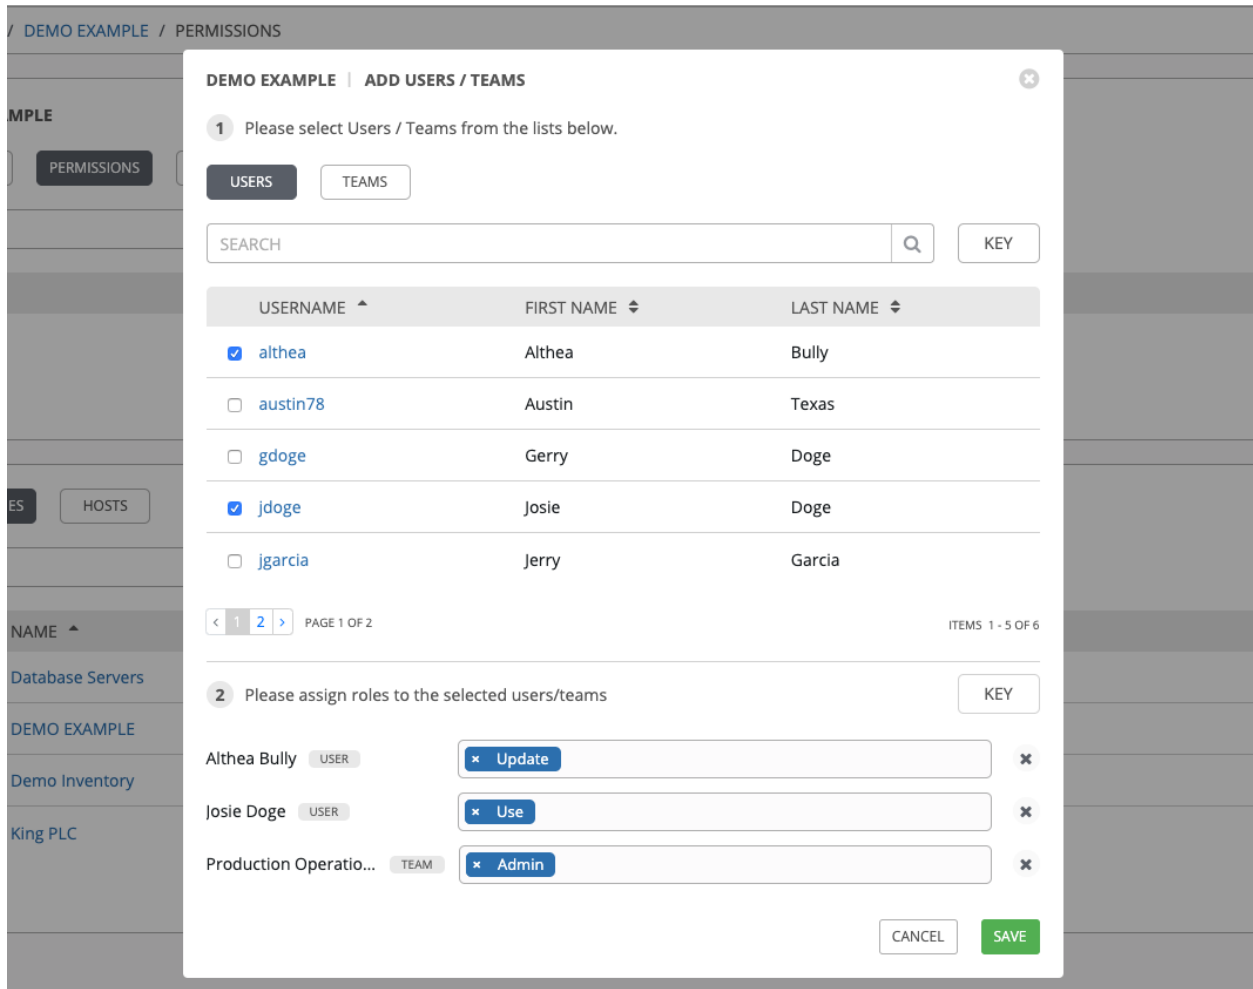 / DEMO EXAMPLE / PERMISSIONS
DEMO EXAMPLE | ADD USERS / TEAMS
1 Please select Users / Teams from the lists below.
USERS TEAMS
SEARCH KEY
USERNAME FIRST NAME LAST NAME
althea Althea Bully
austin78 Austin Texas
gdoge Gerry Doge
jdoge Josie Doge
jgarcia Jerry Garcia
< 1 2 > PAGE 1 OF 2 ITEMS 1 - 5 OF 6
2 Please assign roles to the selected users/teams KEY
Althea Bully USER × Update ×
Josie Doge USER × Use ×
Production Operatio... TEAM × Admin ×
CANCEL SAVE
AMPLE
PERMISSIONS
ES HOSTS
NAME
Database Servers
DEMO EXAMPLE
Demo Inventory
King PLC